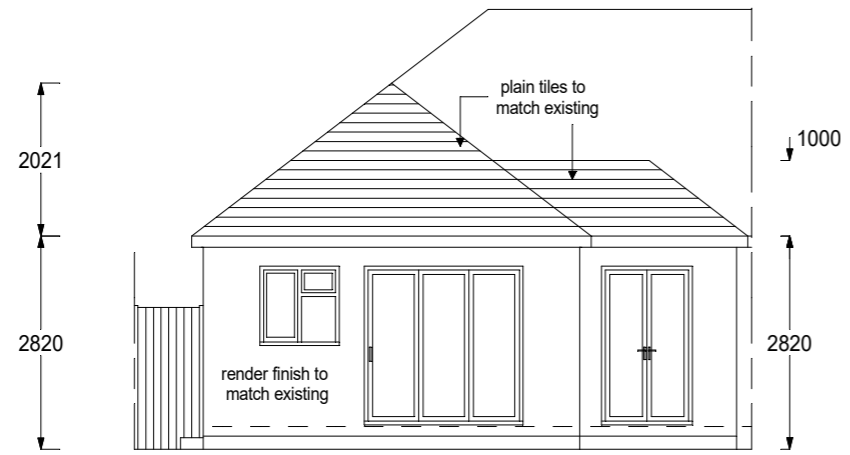 plain tiles to
match existing
1000
2021
2820
2820
render finish to
match existing